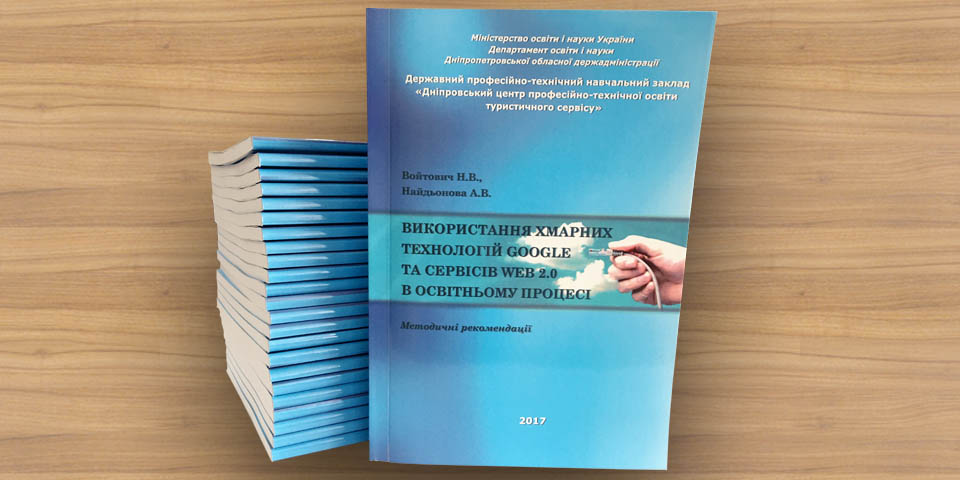 Міністерство освіти і науки України
Департамент освіти і науки
Дніпропетровської обласної держадміністрації
Державний професійно-технічний навчальний заклад
«Дніпровський центр професійно-технічної освіти
туристичного сервісу»
Войтович Н.В.,
Найдьонова А.В.
ВИКОРИСТАННЯ ХМАРНИХ
ТЕХНОЛОГІЙ GOOGLE
ТА СЕРВІСІВ WEB 2.0
В ОСВІТНЬОМУ ПРОЦЕСІ
Методичні рекомендації
2017